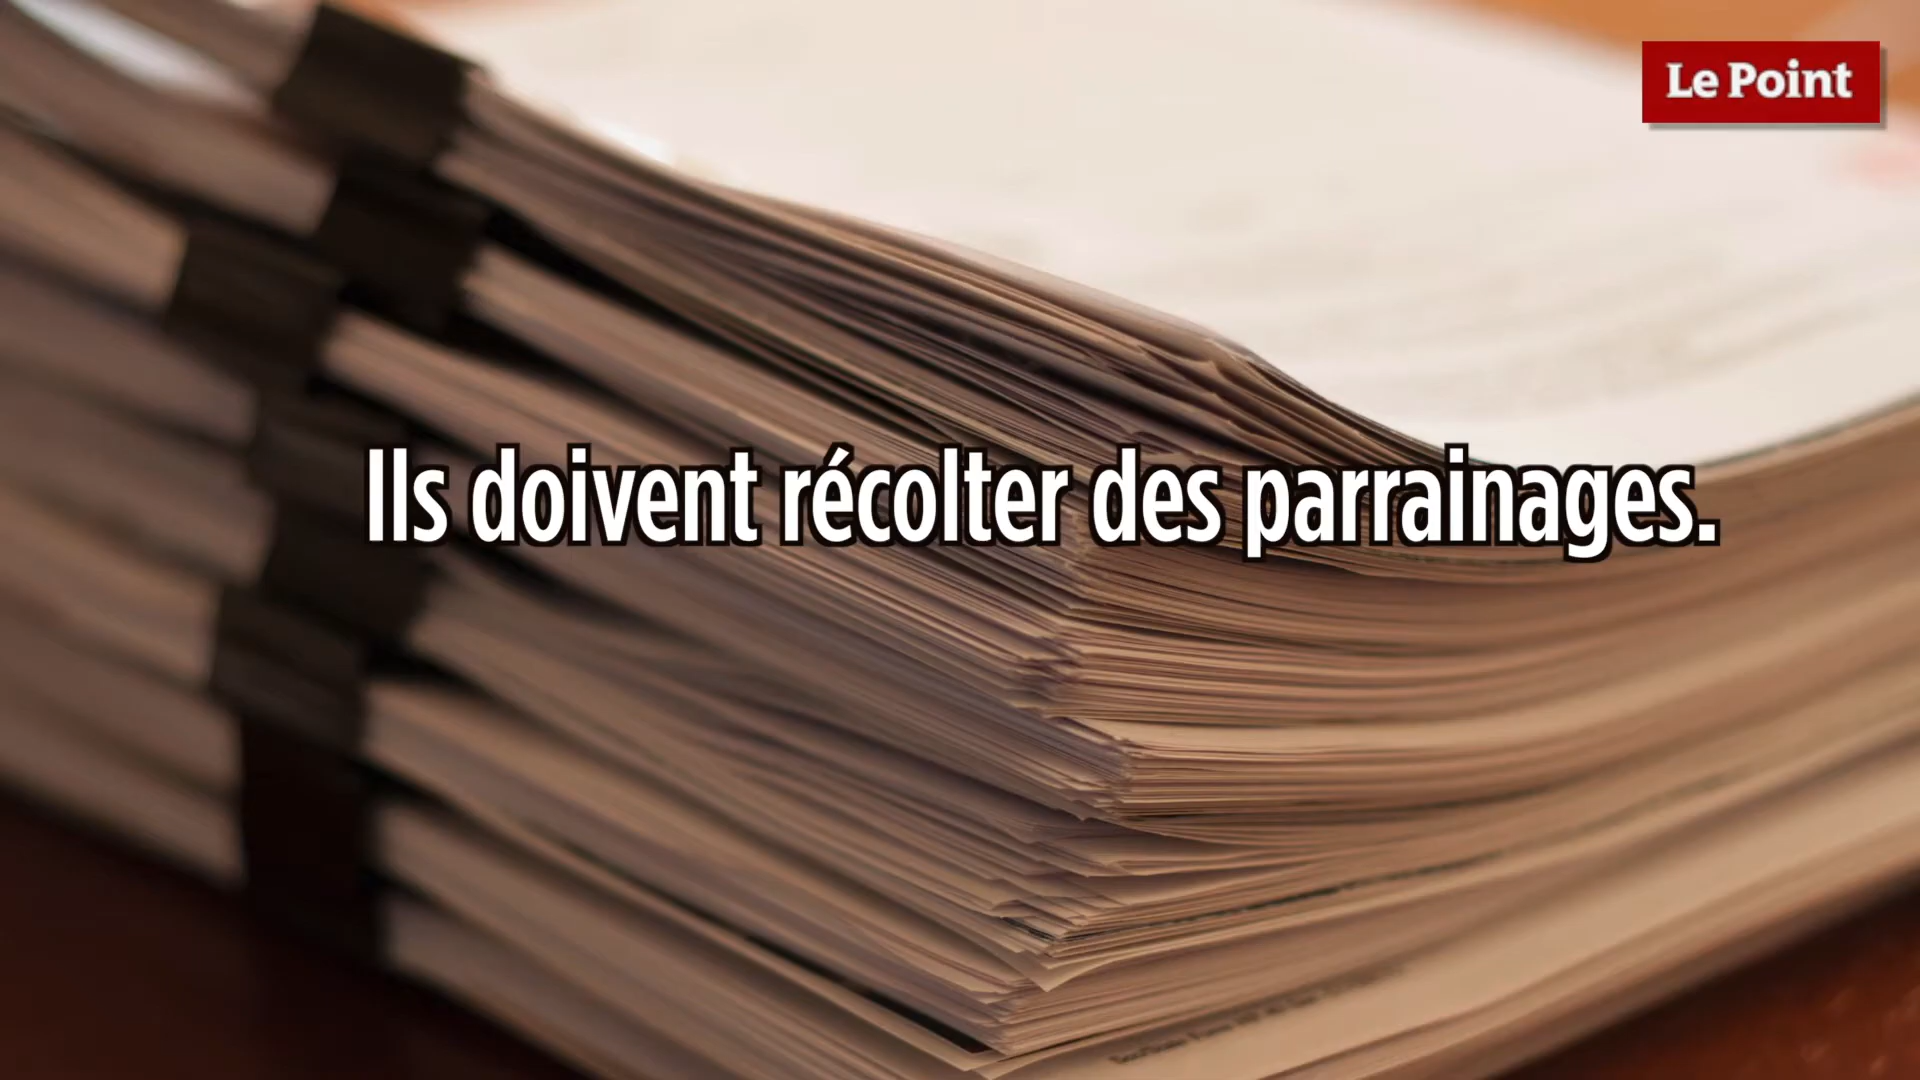 Le Point
Ils doivent récolter des parrainages.